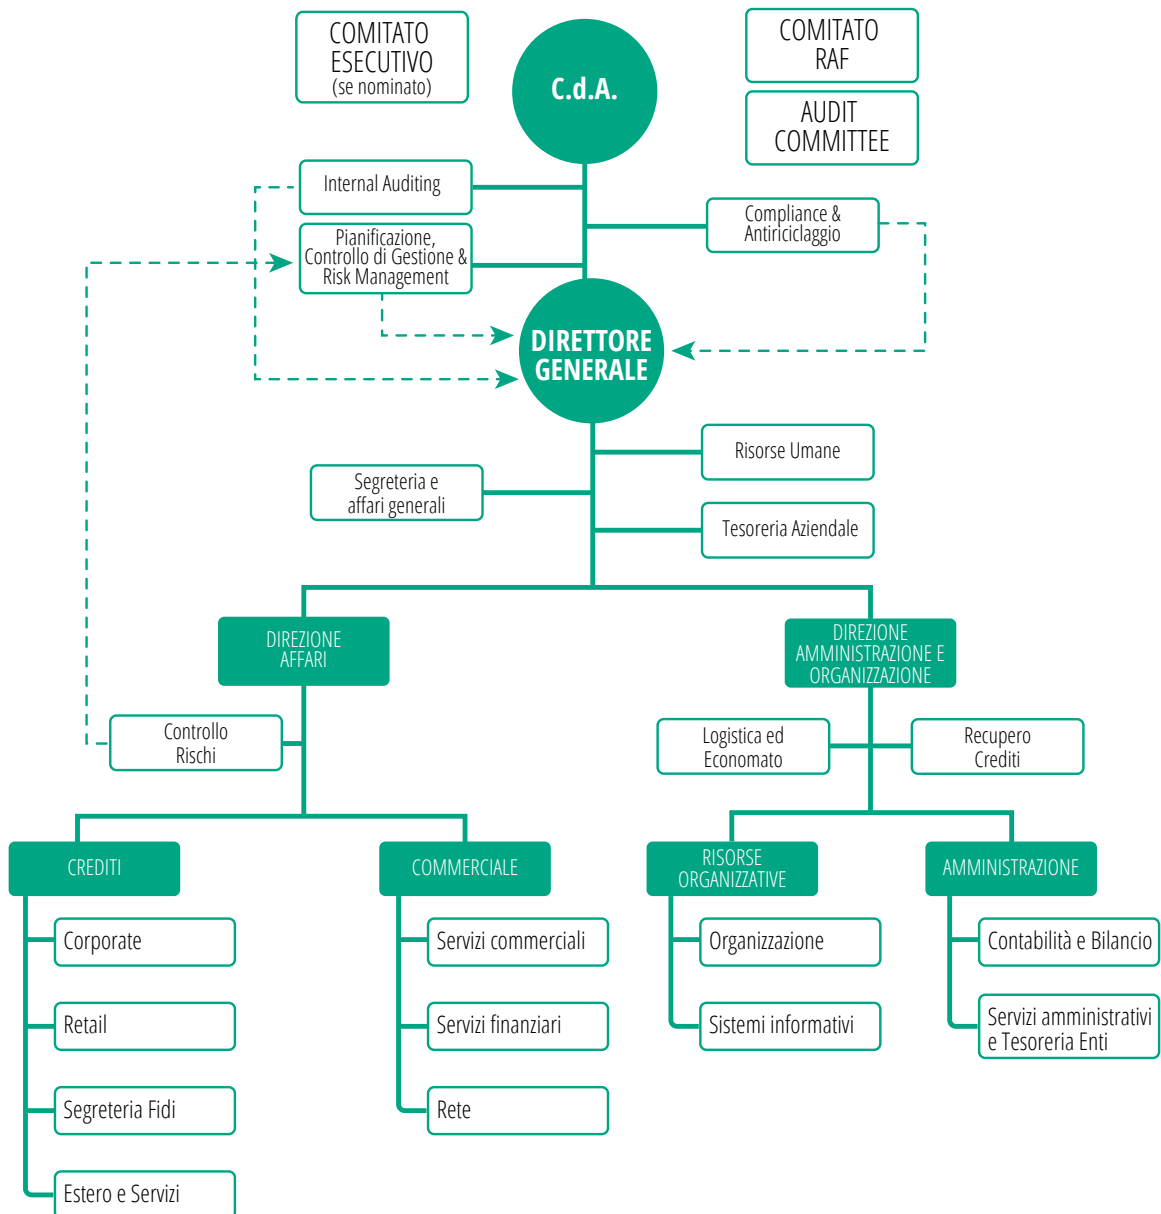 COMITATO
ESECUTIVO
(se nominato)
C.d.A.
COMITATO
RAF
AUDIT
COMMITTEE
Internal Auditing
Compliance &
Antiriciclaggio
Pianificazione,
Controllo di Gestione &
Risk Management
DIRETTORE
GENERALE
Risorse Umane
Segreteria e
affari generali
Tesoreria Aziendale
DIREZIONE
AFFARI
DIREZIONE
AMMINISTRAZIONE E
ORGANIZZAZIONE
Controllo
Rischi
Logistica ed
Economato
Recupero
Crediti
CREDITI
COMMERCIALE
RISORSE
ORGANIZZATIVE
AMMINISTRAZIONE
Corporate
Servizi commerciali
Organizzazione
Contabilità e Bilancio
Retail
Servizi finanziari
Sistemi informativi
Servizi amministrativi
e Tesoreria Enti
Segreteria Fidi
Rete
Estero e Servizi